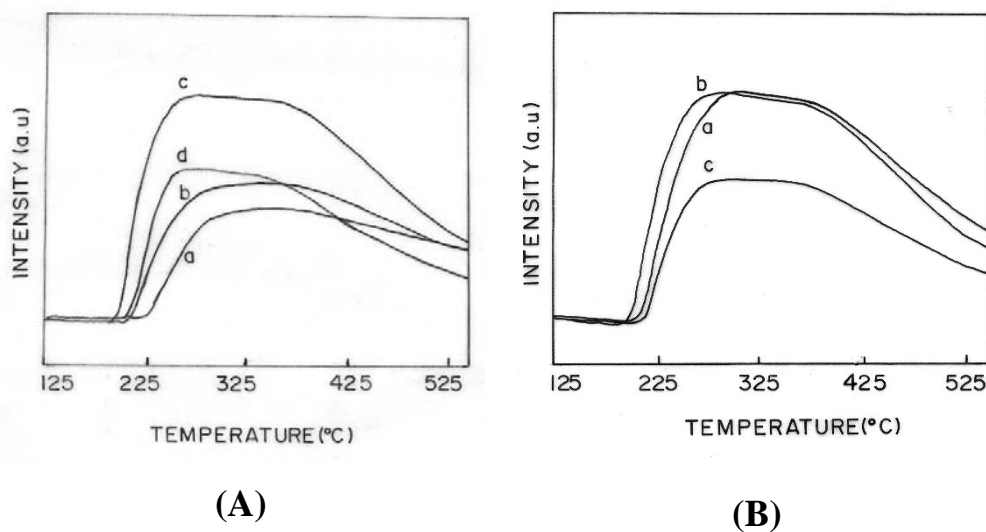 c
d
b
a
INTENSITY (a.u)
125 225 325 425 525
TEMPERATURE(°C)
(A)
b
a
c
INTENSITY (a.u)
125 225 325 425 525
TEMPERATURE(°C)
(B)